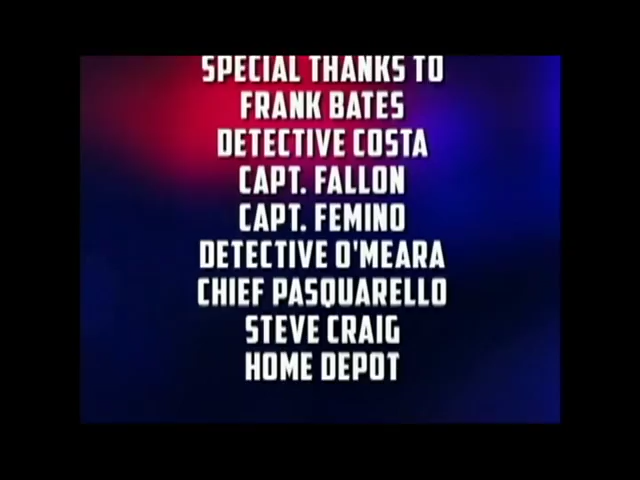 SPECIAL THANKS TO
FRANK BATES
DETECTIVE COSTA
CAPT. FALLON
CAPT. FEMINO
DETECTIVE O'MEARA
CHIEF PASQUARELLO
STEVE CRAIG
HOME DEPOT